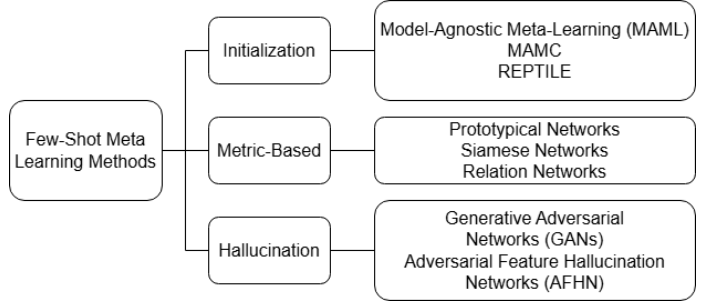 Few-Shot Meta
Learning Methods
Initialization
Model-Agnostic Meta-Learning (MAML)
MAMC
REPTILE
Metric-Based
Prototypical Networks
Siamese Networks
Relation Networks
Hallucination
Generative Adversarial
Networks (GANs)
Adversarial Feature Hallucination
Networks (AFHN)